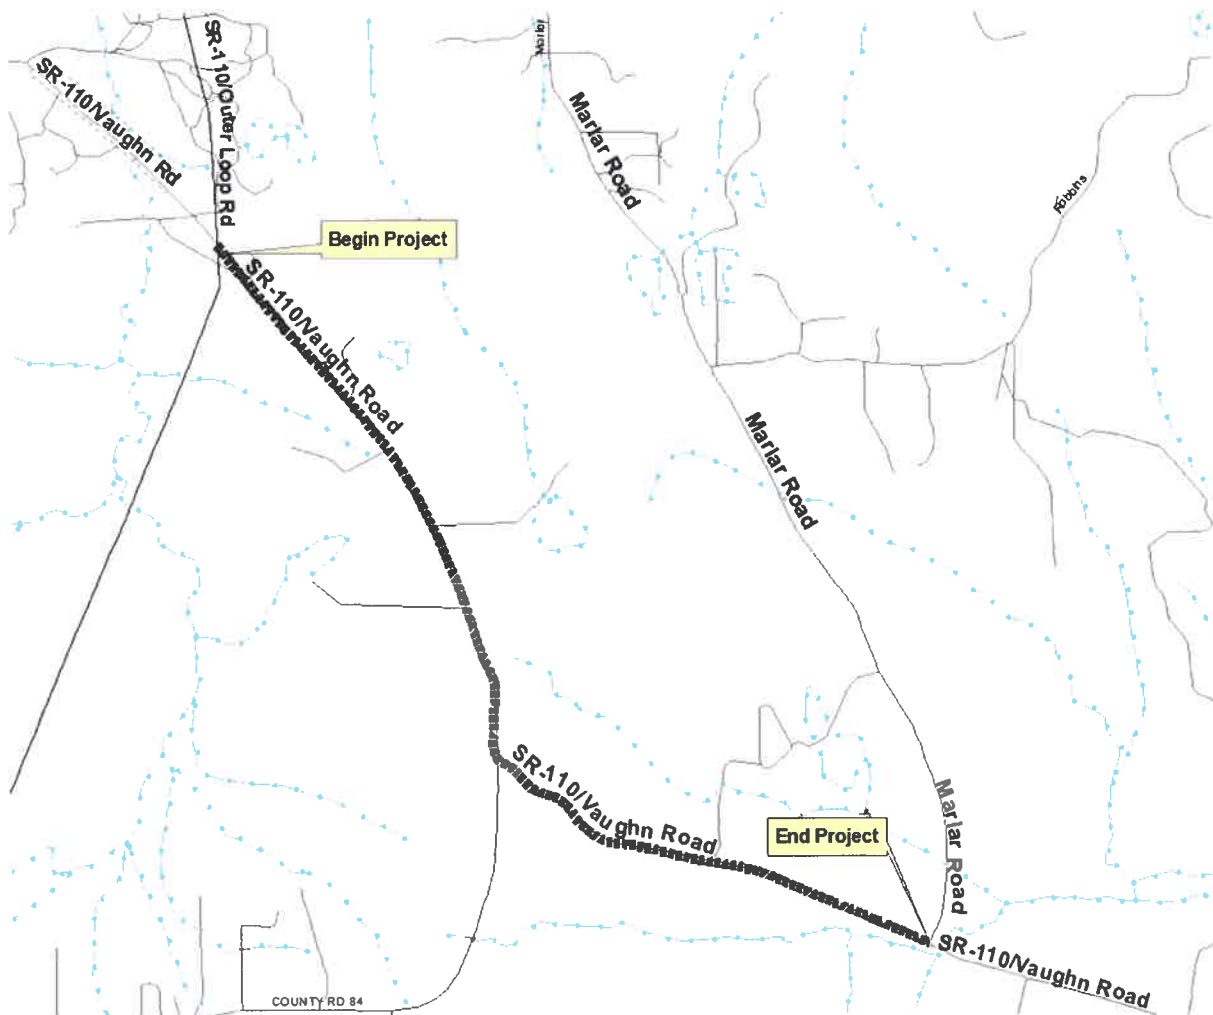 Marlar
SR-110/Outer Loop Rd
SR-110/Vaughn Rd
Marlar Road
Robbins
Begin Project
SR-110/Vaughn Road
Marlar Road
SR-110/Vaughn Road
Marlar Road
End Project
SR-110/Vaughn Road
COUNTY RD 84